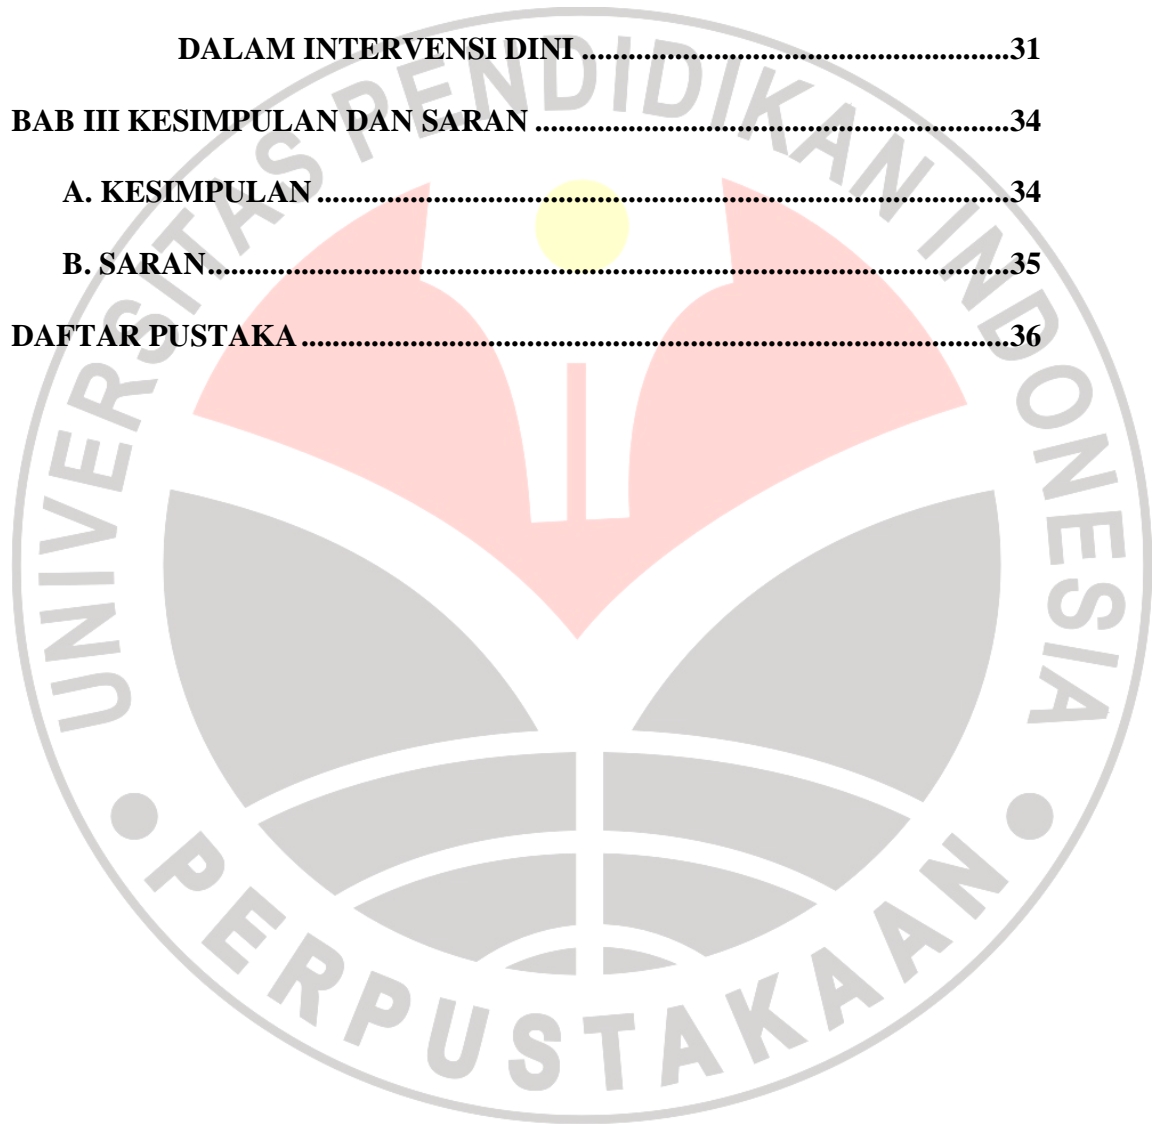 DALAM INTERVENSI DINI ........................................................31
BAB III KESIMPULAN DAN SARAN ..............................................................34
A. KESIMPULAN ..........................................................................................34
B. SARAN........................................................................................................35
DAFTAR PUSTAKA ............................................................................................36
UNIVERSITAS PENDIDIKAN INDONESIA
PERPUSTAKAAN